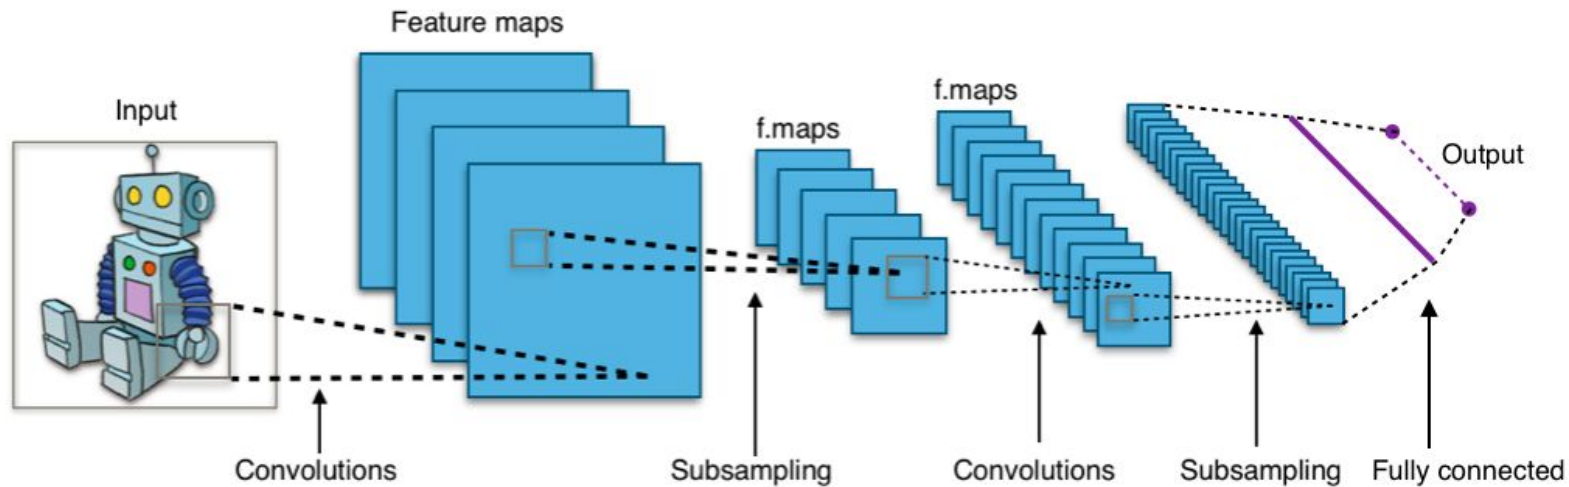 Feature maps
f.maps
Input
f.maps
Output
Convolutions
Subsampling
Convolutions
Subsampling
Fully connected